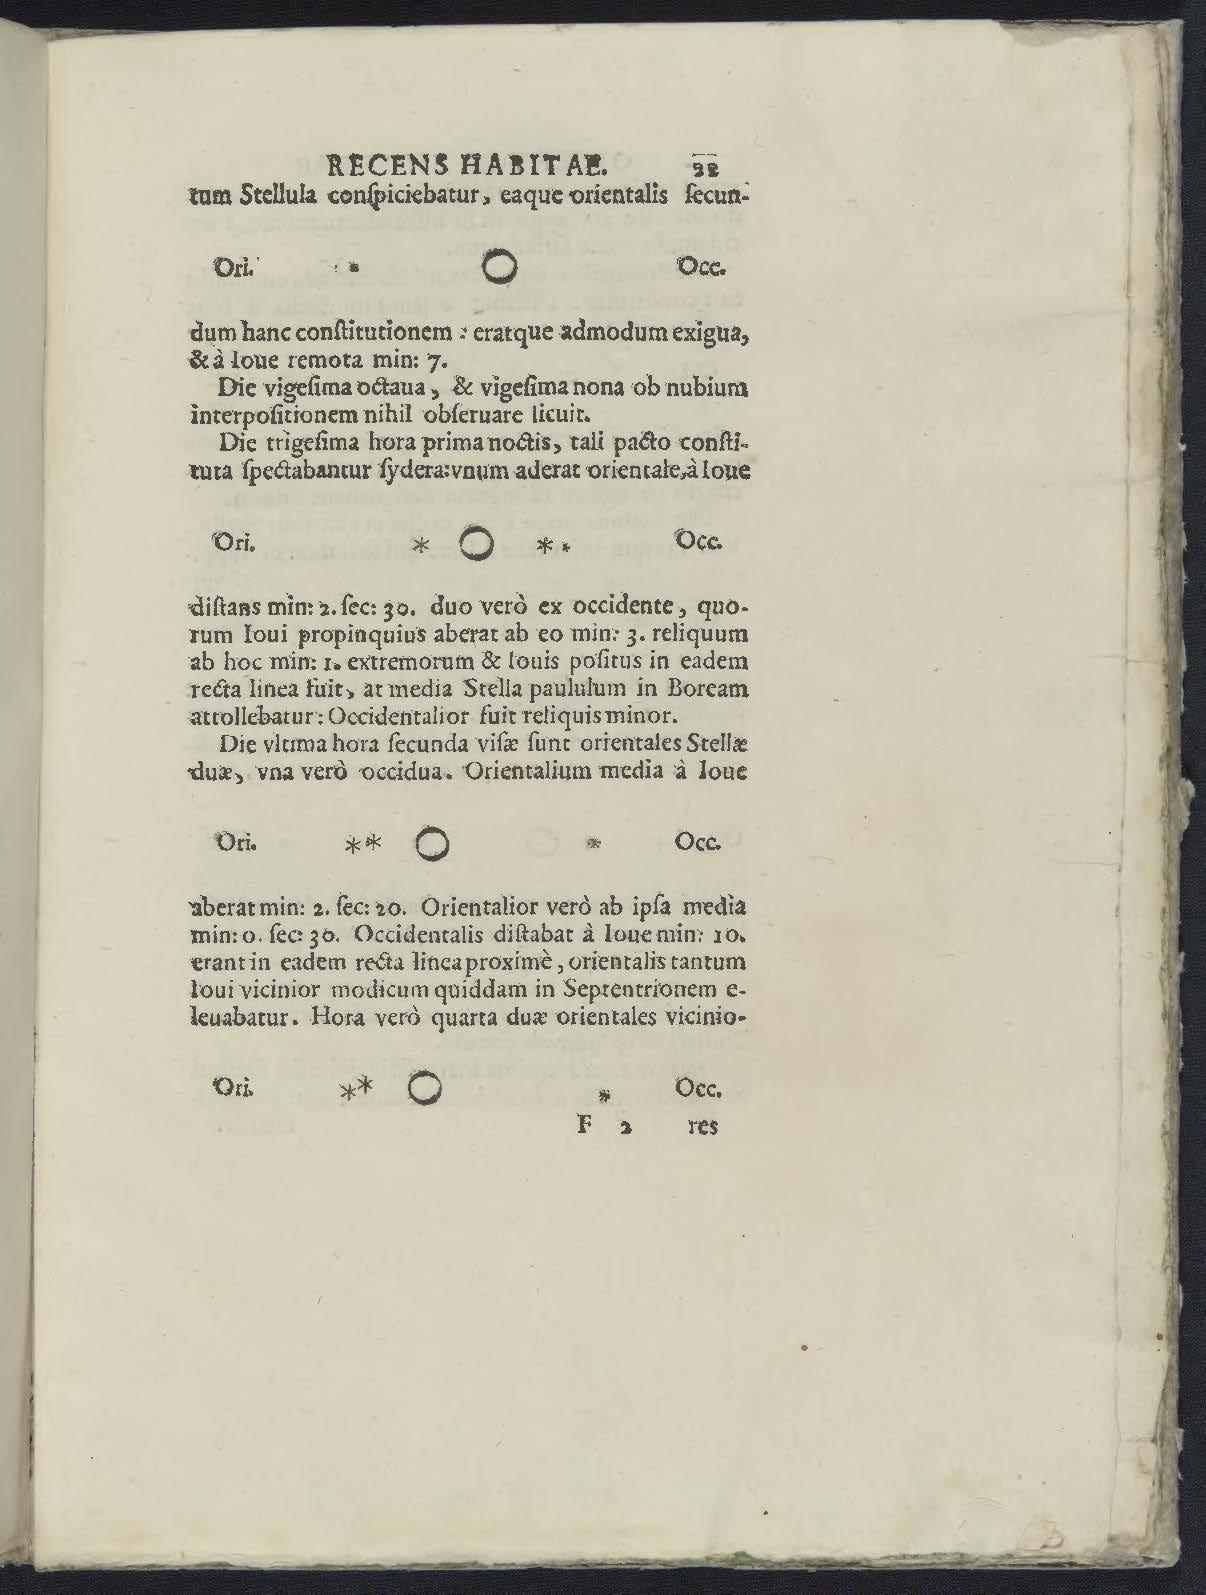 RECENS HABITAE. 22
tum Stellula conſpiciebatur, eaque orientalis ſecun-
Ori. * O Occ.
dum hanc conſtitutionem : eratque admodum exigua,
& à Ioue remota min: 7.
Die vigeſima octaua, & vigeſima nona ob nubium
interpoſitionem nihil obſeruare licuit.
Die trigeſima hora prima noctis, tali pacto conſti-
tuta ſpectabantur ſydera: vnum aderat orientale, à Ioue
Ori. * O * * Occ.
diſtans min: 2. ſec: 30. duo verò ex occidente, quo-
rum Ioui propinquius aberat ab eo min: 3. reliquum
ab hoc min: 1. extremorum & Iouis poſitus in eadem
recta linea fuit, at media Stella paululum in Boream
attollebatur: Occidentalior fuit reliquis minor.
Die vltima hora ſecunda viſæ ſunt orientales Stellæ
duæ, vna verò occidua. Orientalium media à Ioue
Ori. * * O * Occ.
aberat min: 2. ſec: 20. Orientalior verò ab ipſa media
min: 0. ſec: 30. Occidentalis diſtabat à Ioue min: 10.
erant in eadem recta linea proximè, orientalis tantum
Ioui vicinior modicum quiddam in Septentrionem e-
leuabatur. Hora verò quarta duæ orientales vicinio-
Ori. * * O * Occ.
F 2 res